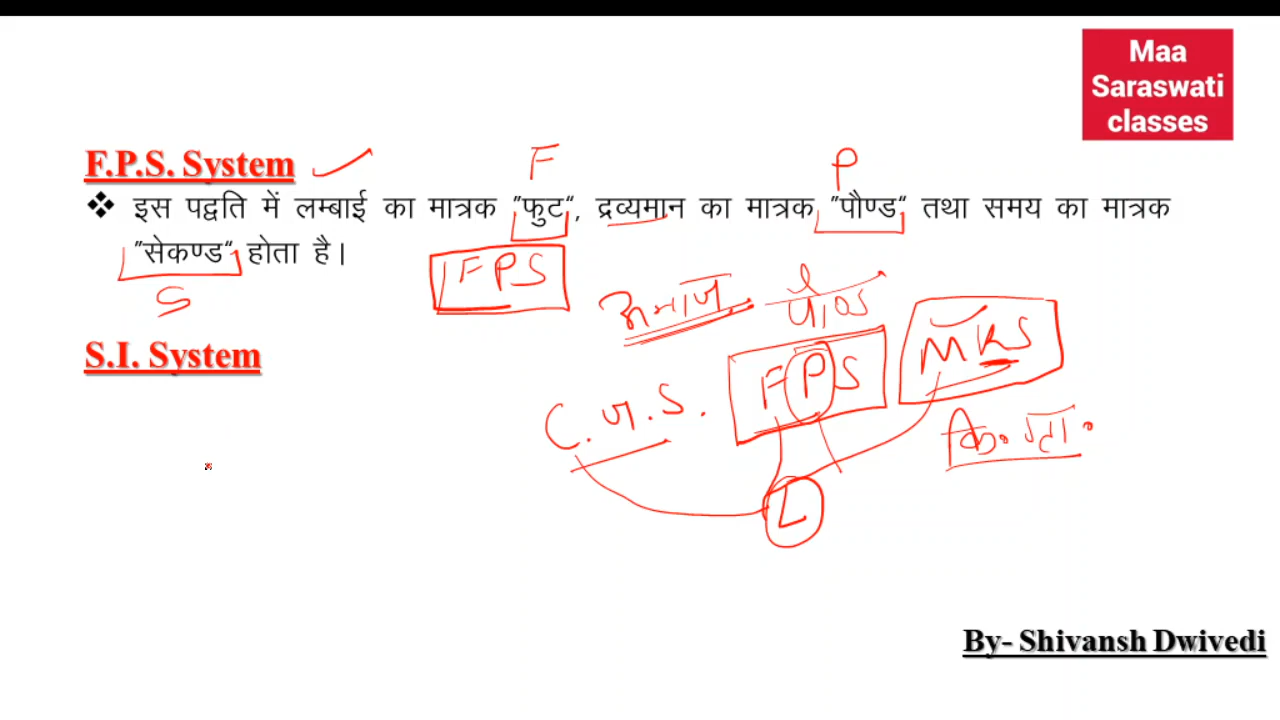 Maa
Saraswati
classes
F.P.S. System
F
P
❖ इस पद्वति में लम्बाई का मात्रक "फुट“, द्रव्यमान का मात्रक "पौण्ड“ तथा समय का मात्रक
"सेकण्ड“ होता है।
S
FPS
अनाज
पौण्ड
S.I. System
C.G.S.
FPS
MKS
कि. ग्रा.
L
By- Shivansh Dwivedi